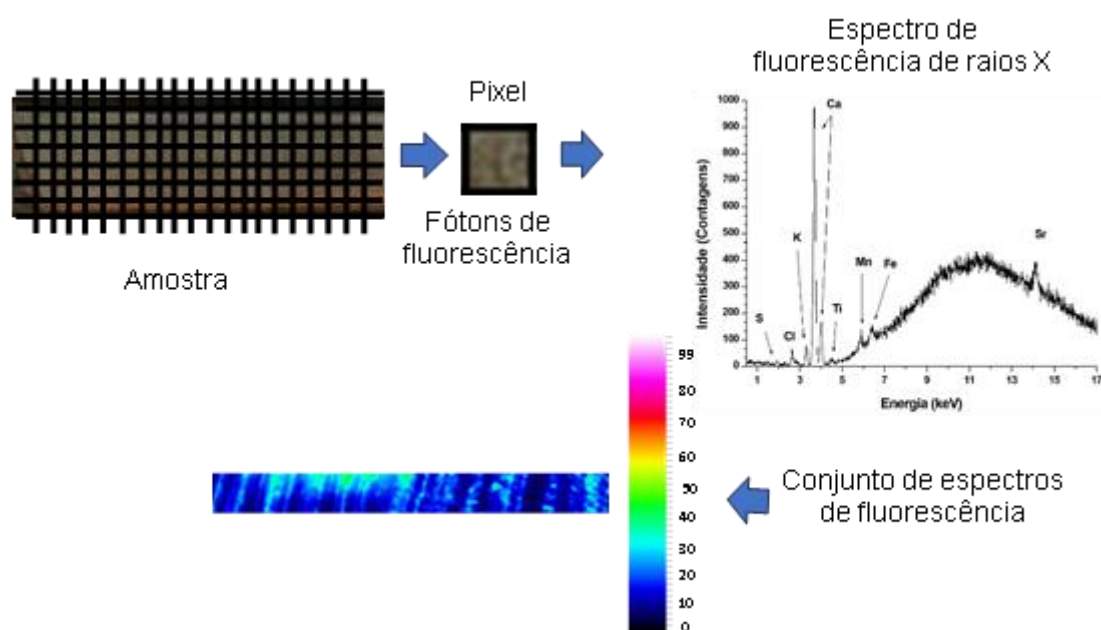 Espectro de
fluorescência de raios X
Pixel
Fótons de
fluorescência
Amostra
Intensidade (Contagens)
1000
900
800
700
600
500
400
300
200
100
0
Ca
K
S
Cl
Ti
Mn
Fe
Sr
1
3
5
7
9
11
13
15
17
Energia (keV)
99
80
70
60
50
40
30
20
10
0
Conjunto de espectros
de fluorescência